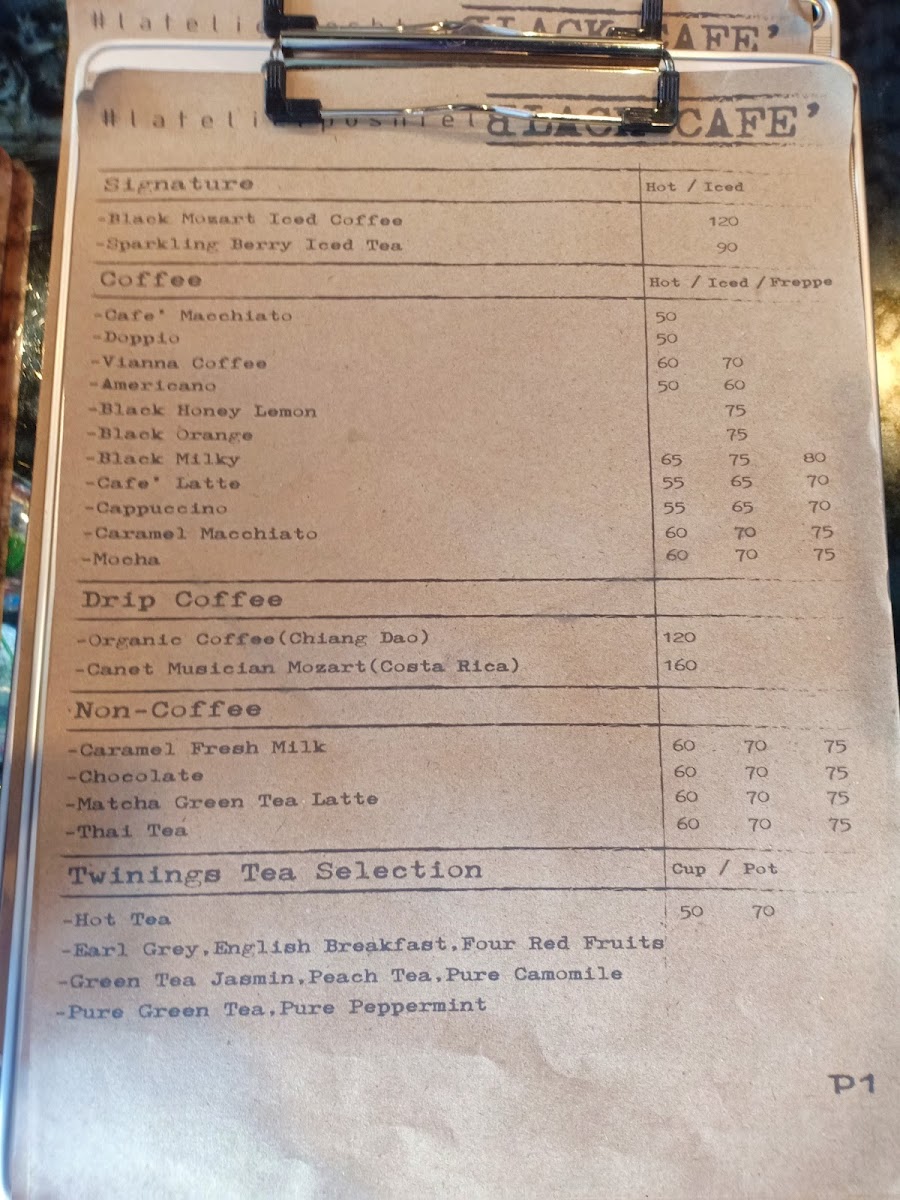 BLACK CAFE'
Signature Hot / Iced
-Black Mozart Iced Coffee 120
-Sparkling Berry Iced Tea 90
Coffee Hot / Iced / Freppe
-Cafe' Macchiato 50
-Doppio 50
-Vianna Coffee 60 70
-Americano 50 60
-Black Honey Lemon 75
-Black Orange 75
-Black Milky 65 75 80
-Cafe' Latte 55 65 70
-Cappuccino 55 65 70
-Caramel Macchiato 60 70 75
-Mocha 60 70 75
Drip Coffee
-Organic Coffee(Chiang Dao) 120
-Canet Musician Mozart(Costa Rica) 160
Non-Coffee
-Caramel Fresh Milk 60 70 75
-Chocolate 60 70 75
-Matcha Green Tea Latte 60 70 75
-Thai Tea 60 70 75
Twinings Tea Selection Cup / Pot
-Hot Tea 50 70
-Earl Grey,English Breakfast,Four Red Fruits
-Green Tea Jasmin,Peach Tea,Pure Camomile
-Pure Green Tea,Pure Peppermint
P1